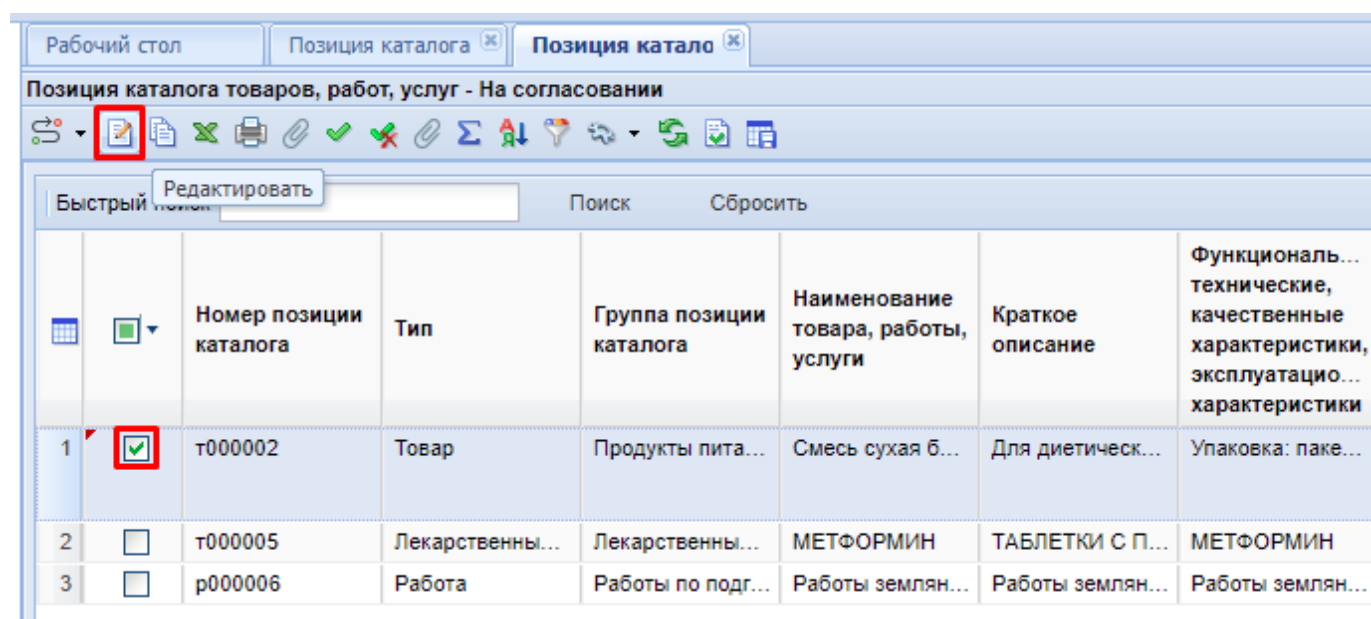 Рабочий стол Позиция каталога Позиция катало
Позиция каталога товаров, работ, услуг - На согласовании
Редактировать
Быстрый Поиск Сбросить
Номер позиции каталога Тип Группа позиции каталога Наименование товара, работы, услуги Краткое описание Функциональ... технические, качественные характеристики, эксплуатацио... характеристики
1 т000002 Товар Продукты пита... Смесь сухая б... Для диетическ... Упаковка: паке...
2 т000005 Лекарственны... Лекарственны... МЕТФОРМИН ТАБЛЕТКИ С П... МЕТФОРМИН
3 р000006 Работа Работы по подг... Работы землян... Работы землян... Работы землян...